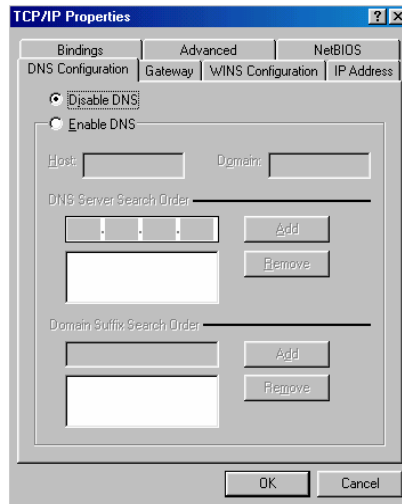 TCP/IP Properties
Bindings Advanced NetBIOS
DNS Configuration Gateway WINS Configuration IP Address
Disable DNS
Enable DNS
Host: Domain:
DNS Server Search Order
Add
Remove
Domain Suffix Search Order
Add
Remove
OK Cancel